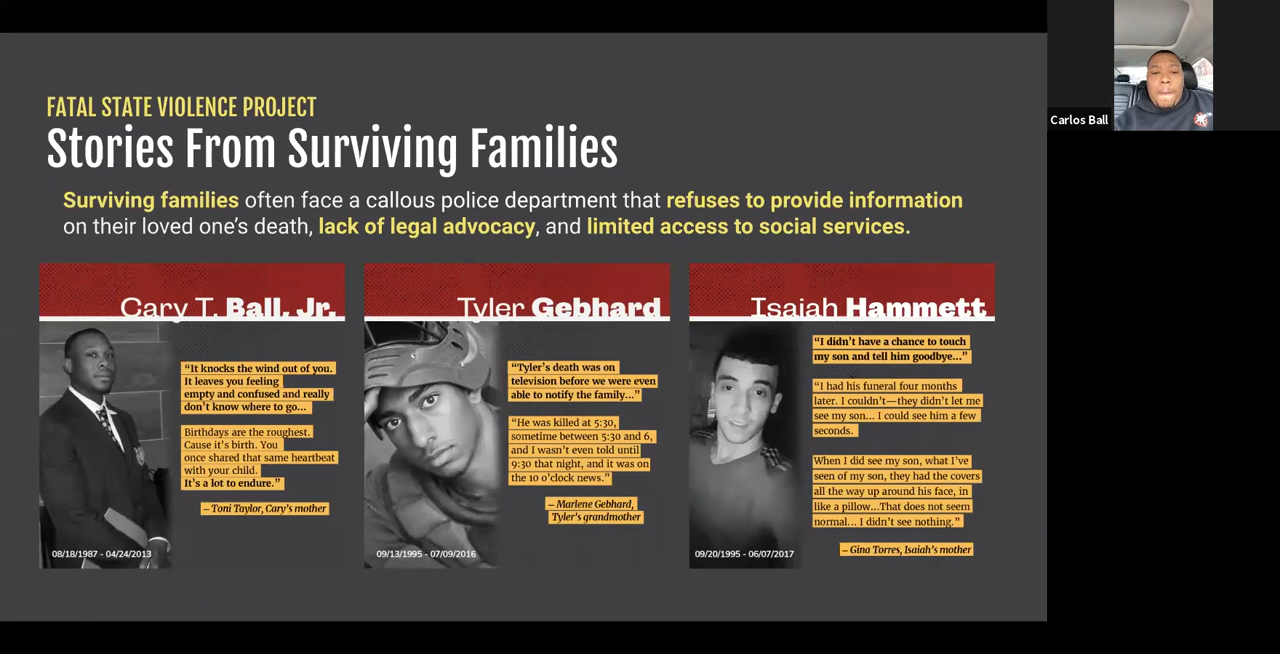 FATAL STATE VIOLENCE PROJECT
Stories From Surviving Families
Surviving families often face a callous police department that refuses to provide information
on their loved one's death, lack of legal advocacy, and limited access to social services.
Cary T. Ball, Jr.
“It knocks the wind out of you.
It leaves you feeling
empty and confused and really
don’t know where to go...
Birthdays are the roughest.
Cause it’s birth. You
once shared that same heartbeat
with your child.
It’s a lot to endure.”
– Toni Taylor, Cary’s mother
08/18/1987 - 04/24/2013
Tyler Gebhard
“Tyler’s death was on
television before we were even
able to notify the family...”
“He was killed at 5:30,
sometime between 5:30 and 6,
and I wasn’t even told until
9:30 that night, and it was on
the 10 o’clock news.”
– Marlene Gebhard,
Tyler’s grandmother
09/13/1995 - 07/09/2016
Isaiah Hammett
“I didn’t have a chance to touch
my son and tell him goodbye...”
“I had his funeral four months
later. I couldn’t—they didn’t let me
see my son... I could see him a few
seconds.
When I did see my son, what I’ve
seen of my son, they had the covers
all the way up around his face, in
like a pillow...That does not seem
normal... I didn’t see nothing.”
– Gina Torres, Isaiah’s mother
09/20/1995 - 06/07/2017
Carlos Ball